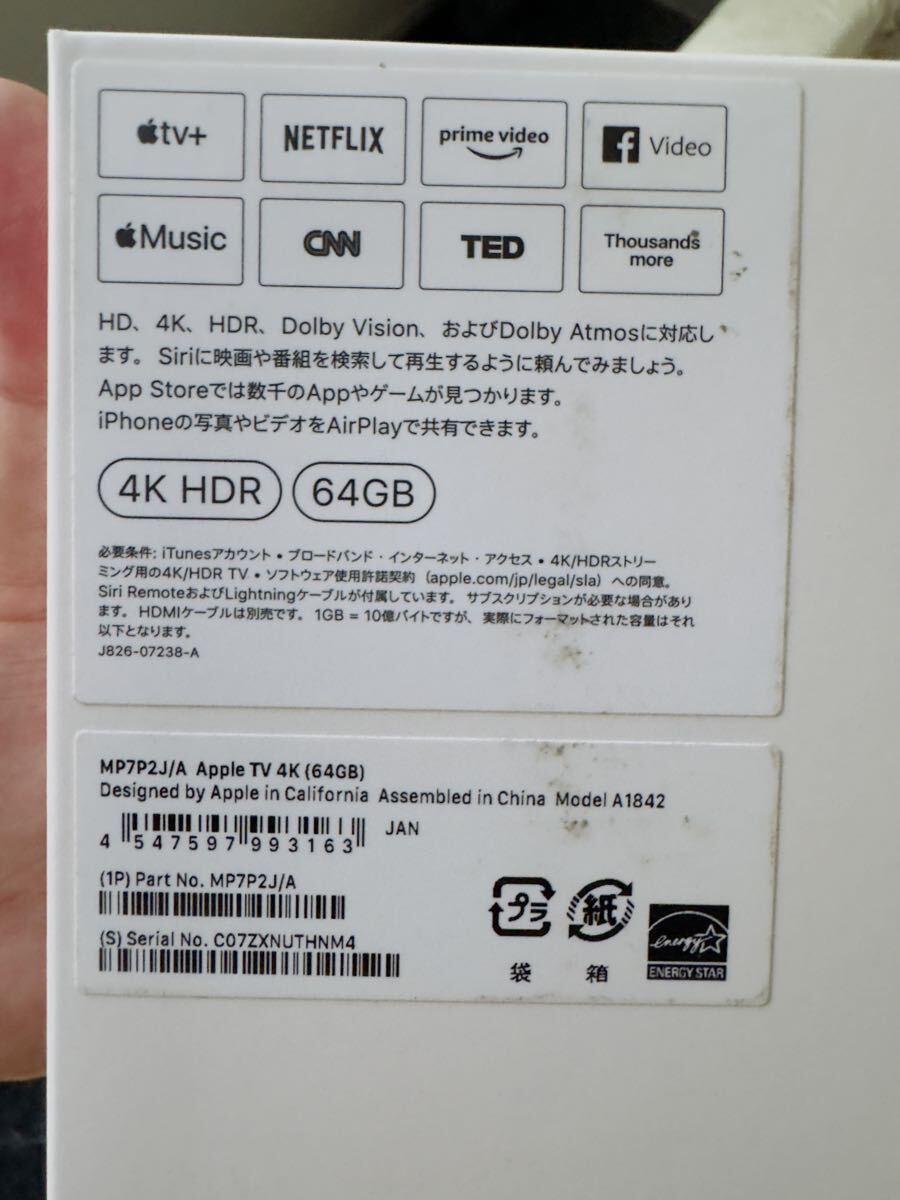 tv+
NETFLIX
prime video
f Video
Music
CNN
TED
Thousands
more
HD、4K、HDR、Dolby Vision、およびDolby Atmosに対応し
ます。 Siriに映画や番組を検索して再生するように頼んでみましょう。
App Storeでは数千のAppやゲームが見つかります。
iPhoneの写真やビデオをAirPlayで共有できます。
4K HDR
64GB
必要条件: iTunesアカウント • ブロードバンド・インターネット・アクセス • 4K/HDRストリー
ミング用の4K/HDR TV • ソフトウェア使用許諾契約（apple.com/jp/legal/sla）への同意。
Siri RemoteおよびLightningケーブルが付属しています。 サブスクリプションが必要な場合があり
ます。 HDMIケーブルは別売です。 1GB = 10億バイトですが、実際にフォーマットされた容量はそれ
以下となります。
J826-07238-A
MP7P2J/A Apple TV 4K (64GB)
Designed by Apple in California Assembled in China Model A1842
JAN
4 547597 993163
(1P) Part No. MP7P2J/A
(S) Serial No. C07ZXNUTHNM4
プラ
袋
紙
箱
energy
ENERGY STAR